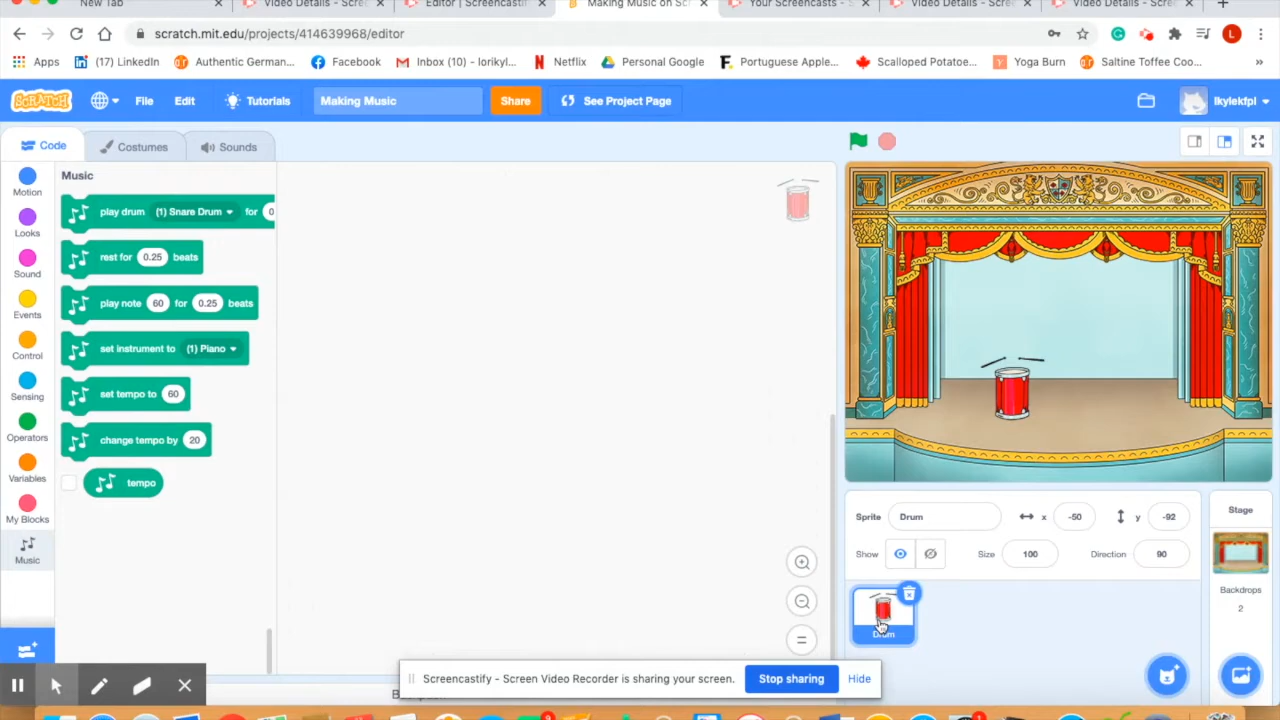 New Tab
Video Details - Scree
Editor | Screencastif
Making Music on Sc
Your Screencasts - S
Video Details - Scree
Video Details - Scree
scratch.mit.edu/projects/414639968/editor
L
Apps
(17) LinkedIn
Authentic German...
Facebook
Inbox (10) - lorikyl...
Netflix
Personal Google
Portuguese Apple...
Scalloped Potatoe...
Yoga Burn
Saltine Toffee Coo...
SCRATCH
File
Edit
Tutorials
Making Music
Share
See Project Page
lkylekfpl
Code
Costumes
Sounds
Motion
Looks
Sound
Events
Control
Sensing
Operators
Variables
My Blocks
Music
Music
play drum (1) Snare Drum for 0
rest for 0.25 beats
play note 60 for 0.25 beats
set instrument to (1) Piano
set tempo to 60
change tempo by 20
tempo
Sprite Drum x -50 y -92
Show Size 100 Direction 90
Drum
Stage
Backdrops
2
Screencastify - Screen Video Recorder is sharing your screen.
Stop sharing
Hide